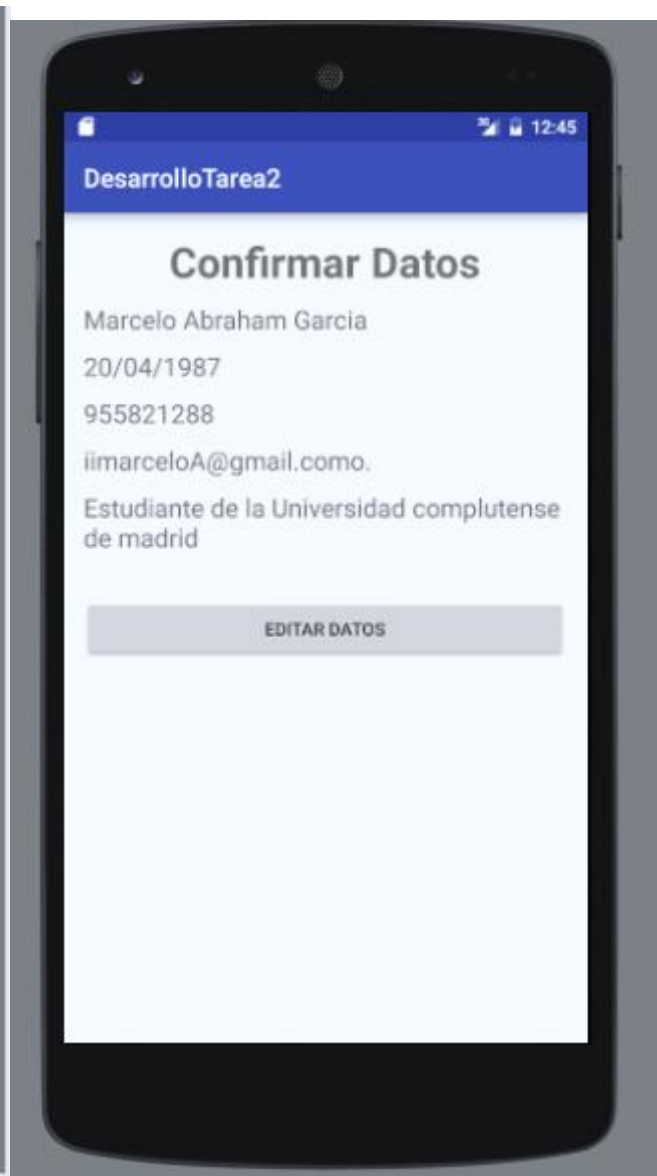 12:45
DesarrolloTarea2
Confirmar Datos
Marcelo Abraham Garcia
20/04/1987
955821288
iimarceloA@gmail.como.
Estudiante de la Universidad complutense
de madrid
EDITAR DATOS